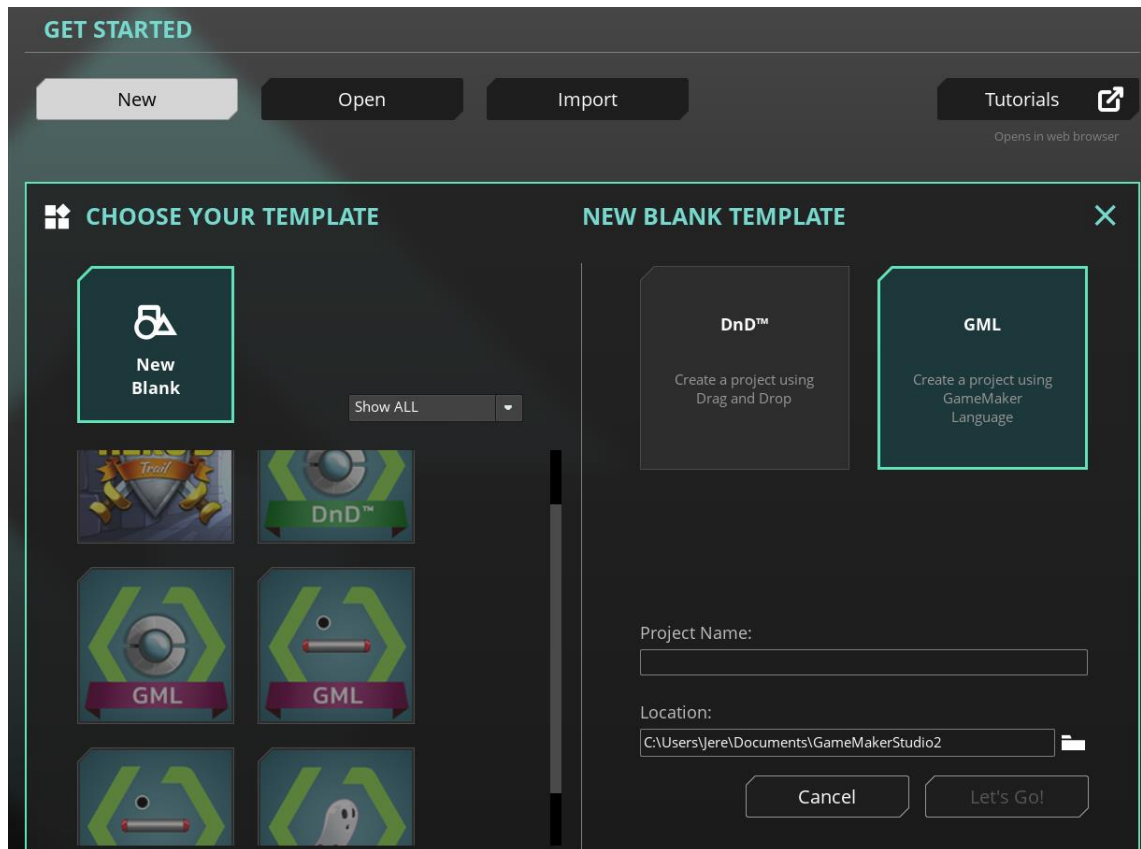 GET STARTED
New
Open
Import
Tutorials
Opens in web browser
CHOOSE YOUR TEMPLATE
New
Blank
Show ALL
Trail
DnD™
GML
GML
NEW BLANK TEMPLATE
DnD™
Create a project using
Drag and Drop
GML
Create a project using
GameMaker
Language
Project Name:
Location:
C:\Users\Jere\Documents\GameMakerStudio2
Cancel
Let's Go!